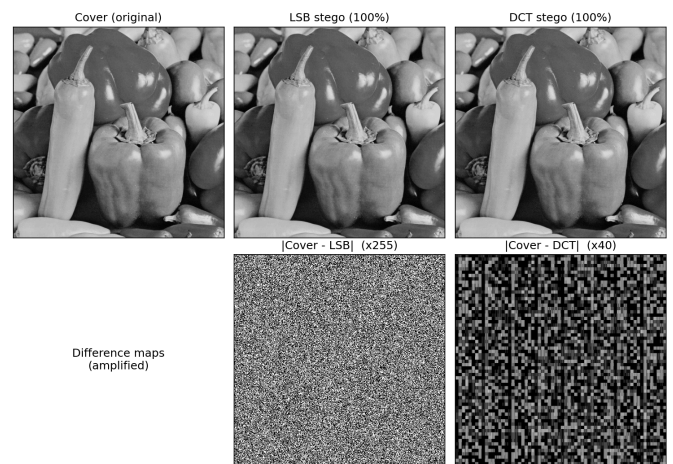 Cover (original)
LSB stego (100%)
DCT stego (100%)
|Cover - LSB| (x255)
|Cover - DCT| (x40)
Difference maps
(amplified)